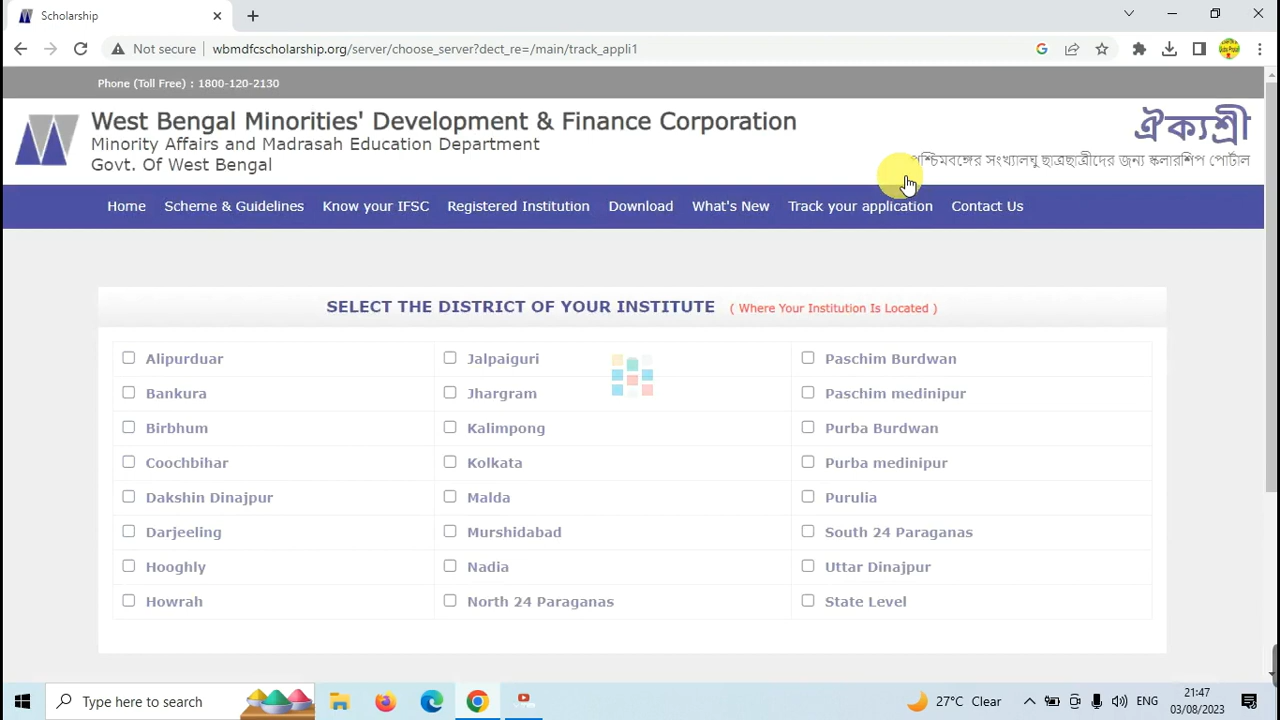 Scholarship
Not secure
wbmdfcscholarship.org/server/choose_server?dect_re=/main/track_appli1
Phone (Toll Free) : 1800-120-2130
West Bengal Minorities' Development & Finance Corporation
Minority Affairs and Madrasah Education Department
Govt. Of West Bengal
ঐক্যশ্রী
পশ্চিমবঙ্গের সংখ্যালঘু ছাত্রছাত্রীদের জন্য স্কলারশিপ পোর্টাল
Home Scheme & Guidelines Know your IFSC Registered Institution Download What's New Track your application Contact Us
SELECT THE DISTRICT OF YOUR INSTITUTE ( Where Your Institution Is Located )
Alipurduar Jalpaiguri Paschim Burdwan
Bankura Jhargram Paschim medinipur
Birbhum Kalimpong Purba Burdwan
Coochbihar Kolkata Purba medinipur
Dakshin Dinajpur Malda Purulia
Darjeeling Murshidabad South 24 Paraganas
Hooghly Nadia Uttar Dinajpur
Howrah North 24 Paraganas State Level
Type here to search
27°C Clear
ENG
21:47
03/08/2023